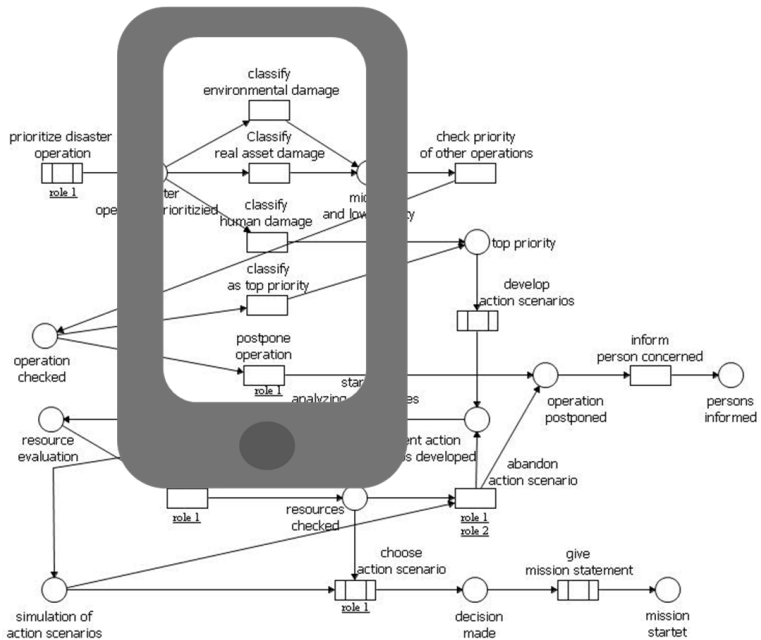 classify
environmental damage
prioritize disaster
operation
role 1
Classify
real asset damage
check priority
of other operations
classify
human damage
top priority
classify
as top priority
develop
action scenarios
operation
checked
postpone
operation
role 1
inform
person concerned
operation
postponed
persons
informed
resource
evaluation
abandon
action scenario
role 1
resources
checked
role 1
role 2
choose
action scenario
role 1
give
mission statement
simulation of
action scenarios
decision
made
mission
startet